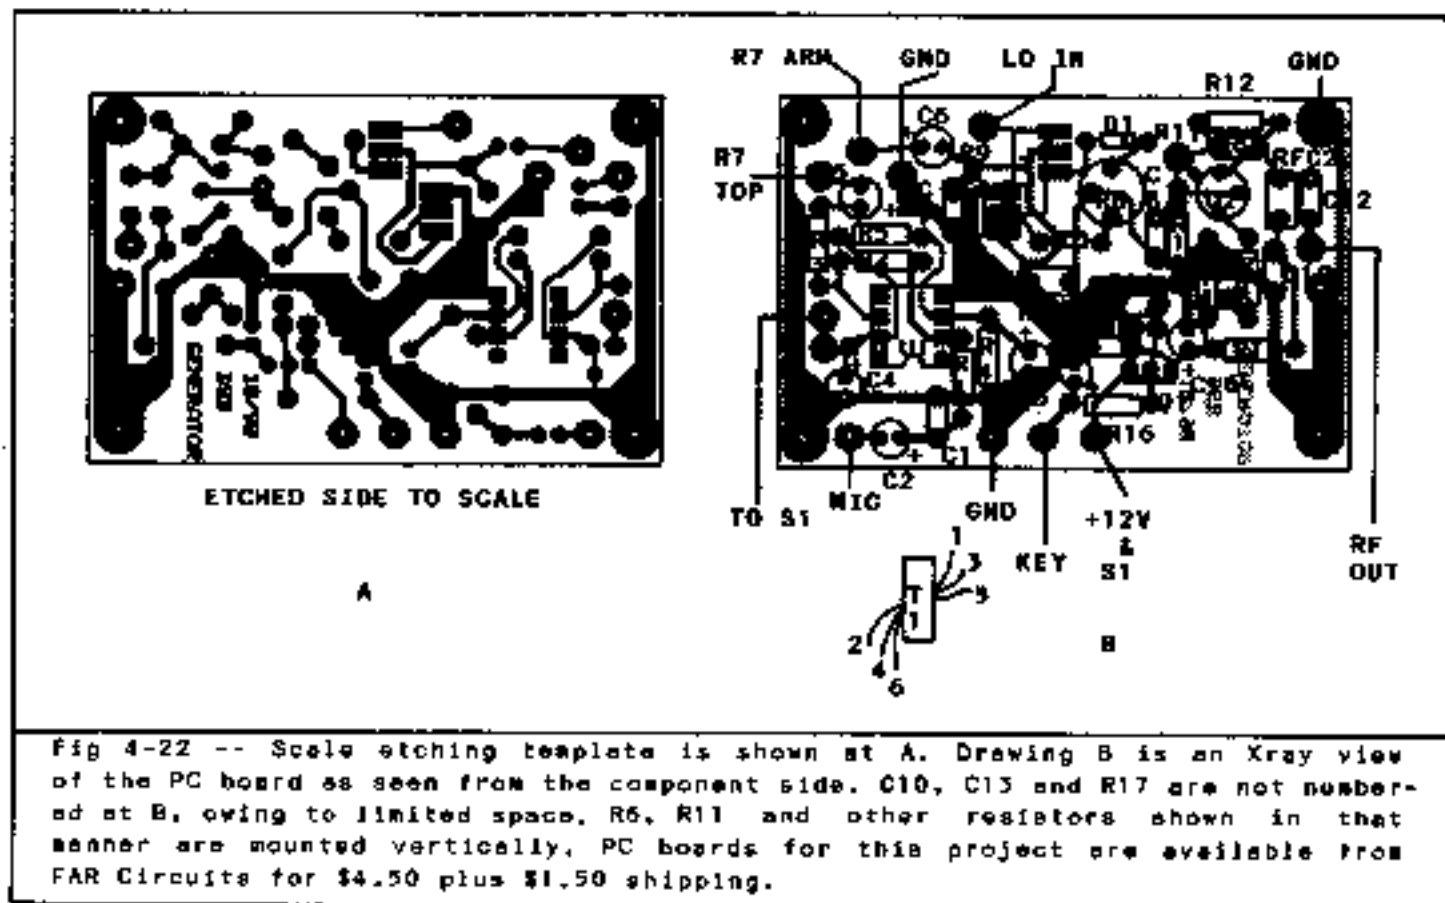 R7 ARM
GND
LO IN
GND
R12
C6
D1
R7
TOP
RFC2
C4
R16
C1
C2
ETCHED SIDE TO SCALE
TO S1
MIC
GND
KEY
+12V
&
S1
RF
OUT
1
3
5
T
1
2
4
6
A
B
Fig 4-22 -- Scale etching template is shown at A. Drawing B is an Xray view
of the PC board as seen from the component side. C10, C13 and R17 are not number-
ed at B, owing to limited space. R6, R11 and other resistors shown in that
manner are mounted vertically. PC boards for this project are available from
FAR Circuits for $4.50 plus $1.50 shipping.